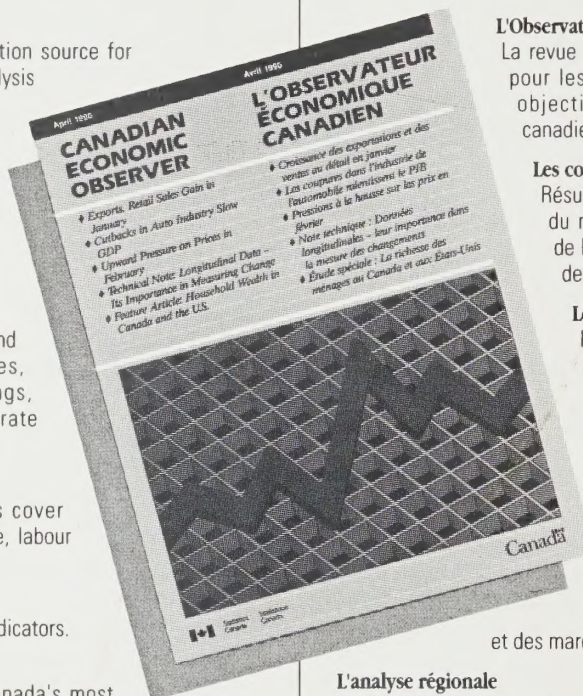 tion source for
lysis
nd
es,
ngs,
rate
s cover
e, labour
dicators.
nada's most
April 1996
Avril 1996
CANADIAN
ECONOMIC
OBSERVER
♦ Exports, Retail Sales Gain in
January
♦ Cutbacks in Auto Industry Slow
GDP
♦ Upward Pressure on Prices in
February
♦ Technical Note: Longitudinal Data –
Its Importance in Measuring Change
♦ Feature Article: Household Wealth in
Canada and the U.S.
L'OBSERVATEUR
ÉCONOMIQUE
CANADIEN
♦ Croissance des exportations et des
ventes au détail en janvier
♦ Les coupures dans l'industrie de
l'automobile ralentissent le PIB
♦ Pressions à la hausse sur les prix en
février
♦ Note technique : Données
longitudinales – leur importance dans
la mesure des changements
♦ Étude spéciale : La richesse des
ménages au Canada et aux États-Unis
Statistics Statistique
Canada Canada
Canada
L'Observat
La revue
pour les
objecti
canadie
Les co
Résu
du r
de l
de
L
f
et des marc
L'analyse régionale